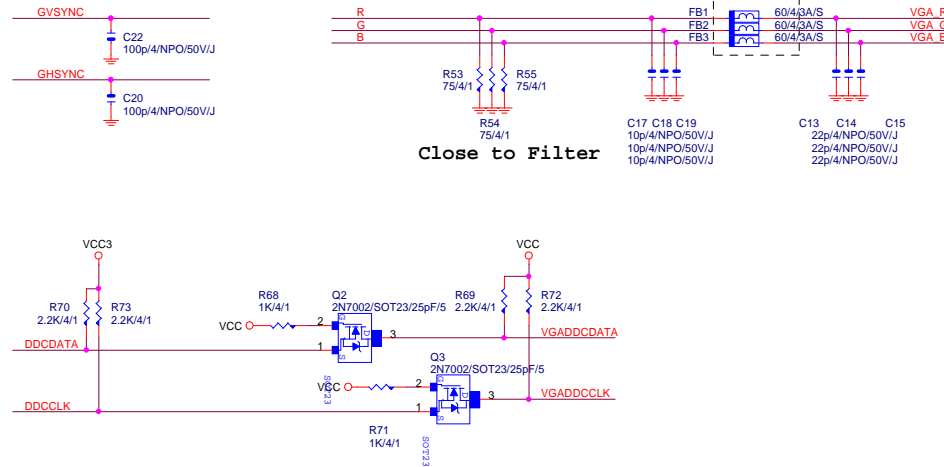 GVSYNC
C22
100p/4/NPO/50V/J
GHSYNC
C20
100p/4/NPO/50V/J
R
G
B
FB1
FB2
FB3
60/4/3A/S
60/4/3A/S
60/4/3A/S
VGA_R
VGA_G
VGA_B
R53
75/4/1
R55
75/4/1
R54
75/4/1
C17 C18 C19
10p/4/NPO/50V/J
10p/4/NPO/50V/J
10p/4/NPO/50V/J
C13 C14 C15
22p/4/NPO/50V/J
22p/4/NPO/50V/J
22p/4/NPO/50V/J
Close to Filter
VCC3
R70
2.2K/4/1
R73
2.2K/4/1
R68
1K/4/1
VCC
Q2
2N7002/SOT23/25pF/5
2
G
D
S
1
3
SOT23
VCC
R69
2.2K/4/1
R72
2.2K/4/1
DDCDATA
VGADDCDATA
Q3
2N7002/SOT23/25pF/5
VCC
2
G
D
S
1
3
R71
1K/4/1
SOT23
DDCCLK
VGADDCCLK